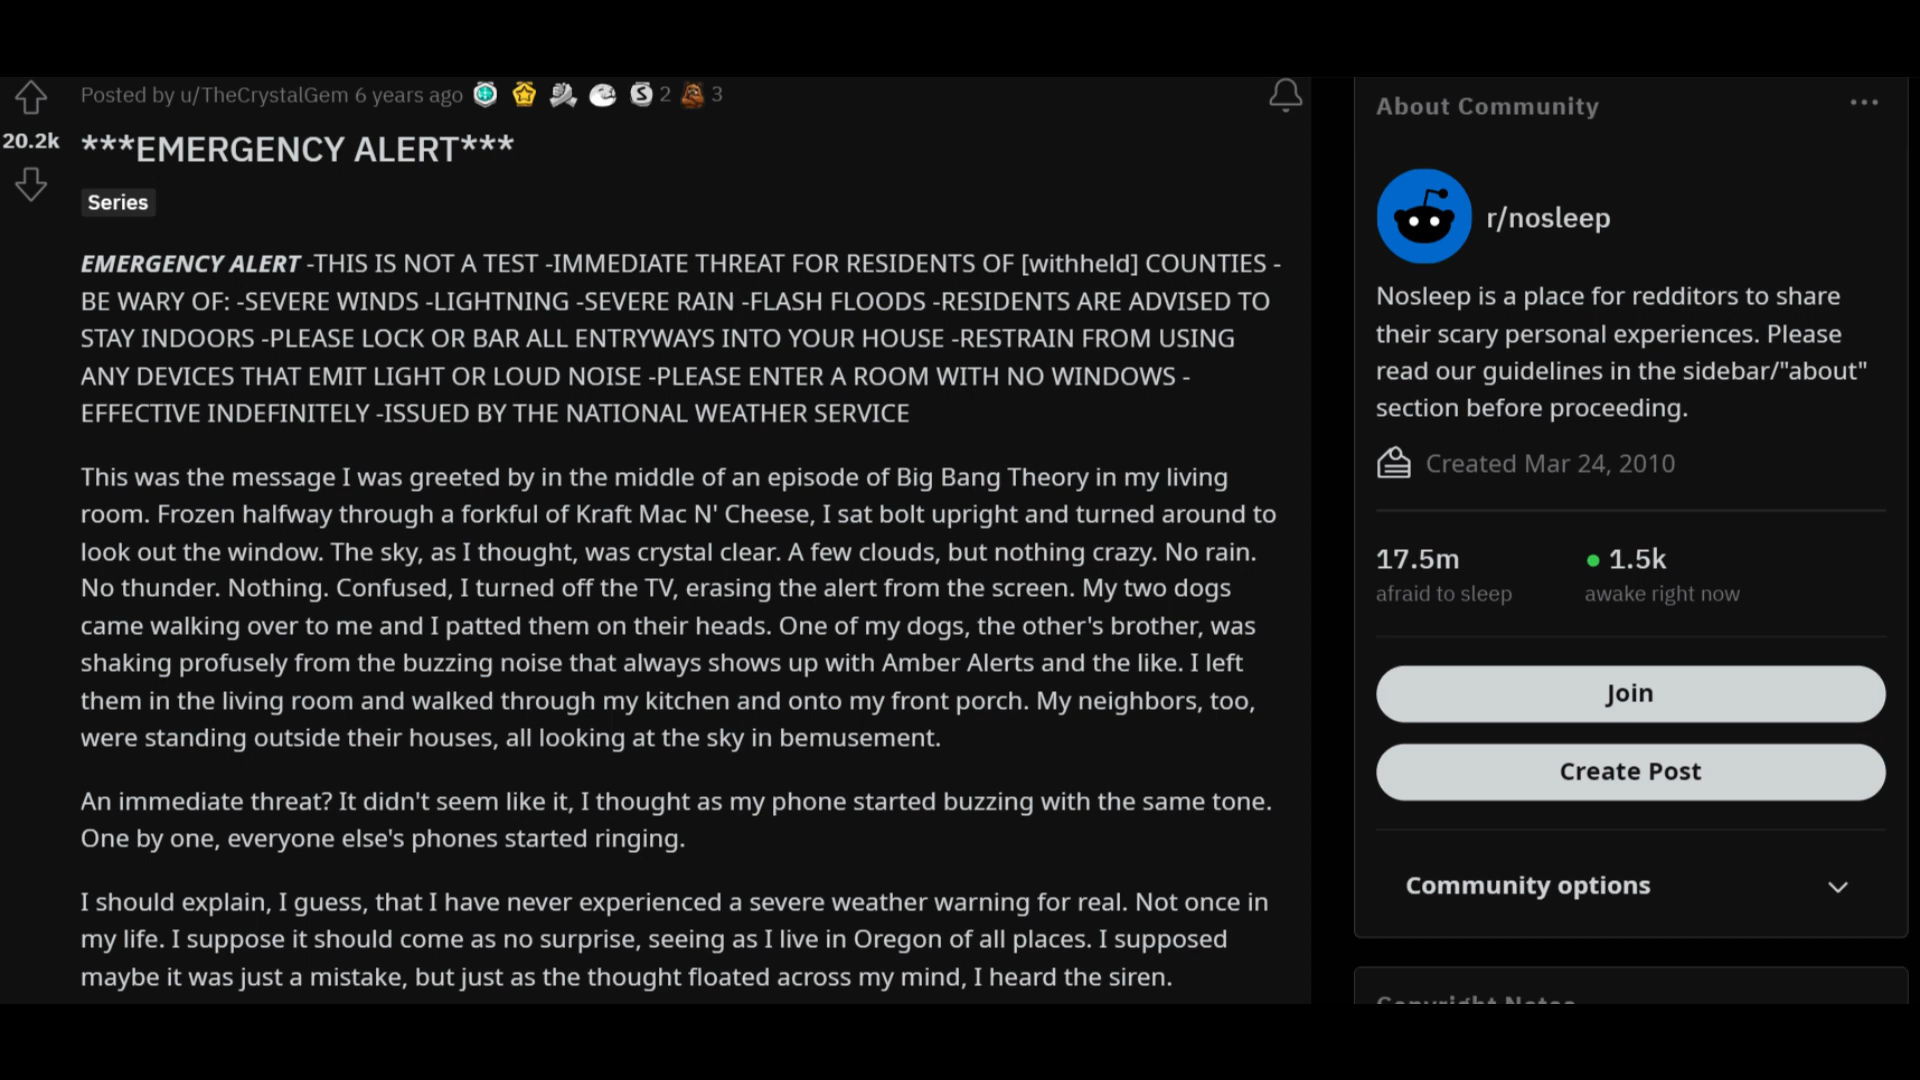 Posted by u/TheCrystalGem 6 years ago 2 3
20.2k
***EMERGENCY ALERT***
Series
EMERGENCY ALERT -THIS IS NOT A TEST -IMMEDIATE THREAT FOR RESIDENTS OF [withheld] COUNTIES -
BE WARY OF: -SEVERE WINDS -LIGHTNING -SEVERE RAIN -FLASH FLOODS -RESIDENTS ARE ADVISED TO
STAY INDOORS -PLEASE LOCK OR BAR ALL ENTRYWAYS INTO YOUR HOUSE -RESTRAIN FROM USING
ANY DEVICES THAT EMIT LIGHT OR LOUD NOISE -PLEASE ENTER A ROOM WITH NO WINDOWS -
EFFECTIVE INDEFINITELY -ISSUED BY THE NATIONAL WEATHER SERVICE
This was the message I was greeted by in the middle of an episode of Big Bang Theory in my living
room. Frozen halfway through a forkful of Kraft Mac N' Cheese, I sat bolt upright and turned around to
look out the window. The sky, as I thought, was crystal clear. A few clouds, but nothing crazy. No rain.
No thunder. Nothing. Confused, I turned off the TV, erasing the alert from the screen. My two dogs
came walking over to me and I patted them on their heads. One of my dogs, the other's brother, was
shaking profusely from the buzzing noise that always shows up with Amber Alerts and the like. I left
them in the living room and walked through my kitchen and onto my front porch. My neighbors, too,
were standing outside their houses, all looking at the sky in bemusement.
An immediate threat? It didn't seem like it, I thought as my phone started buzzing with the same tone.
One by one, everyone else's phones started ringing.
I should explain, I guess, that I have never experienced a severe weather warning for real. Not once in
my life. I suppose it should come as no surprise, seeing as I live in Oregon of all places. I supposed
maybe it was just a mistake, but just as the thought floated across my mind, I heard the siren.
About Community
r/nosleep
Nosleep is a place for redditors to share
their scary personal experiences. Please
read our guidelines in the sidebar/"about"
section before proceeding.
Created Mar 24, 2010
17.5m
afraid to sleep
1.5k
awake right now
Join
Create Post
Community options